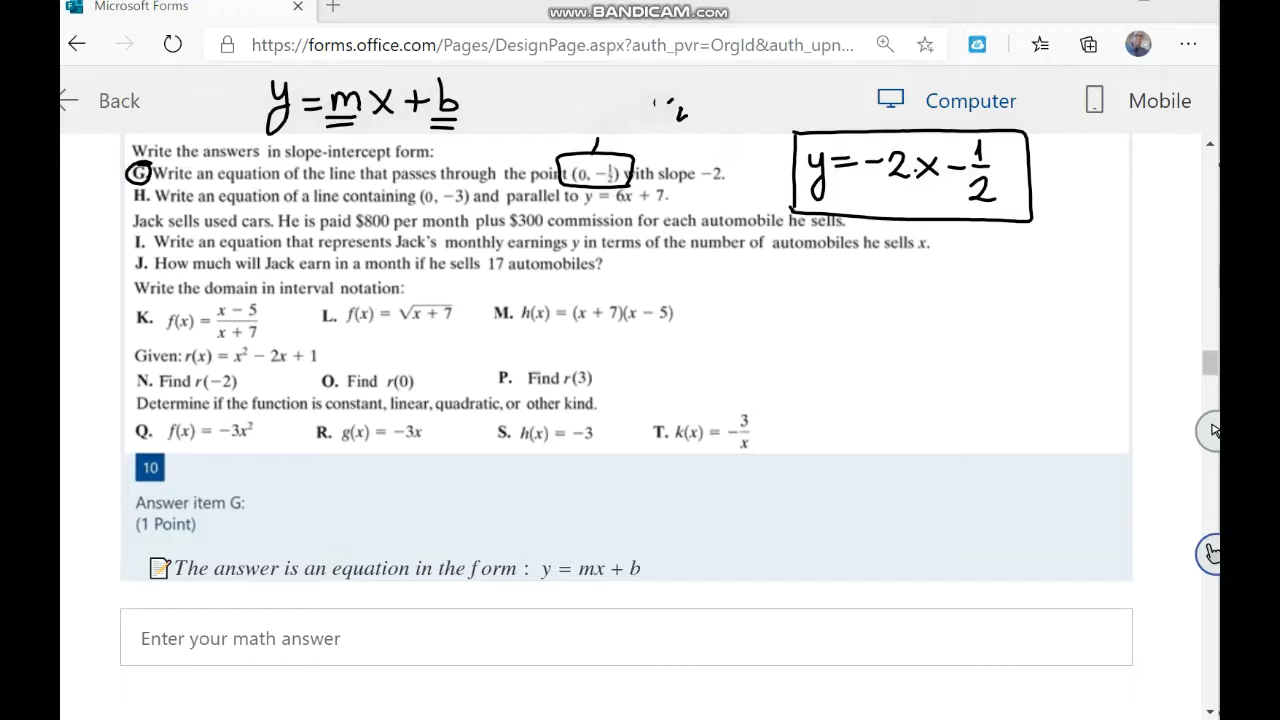 Microsoft Forms
www.BANDICAM.com
https://forms.office.com/Pages/DesignPage.aspx?auth_pvr=OrgId&auth_upn...
Back
y = mx + b
Computer
Mobile
Write the answers in slope-intercept form:
G. Write an equation of the line that passes through the point (0, −1/2) with slope −2.
y = −2·x − 1/2
H. Write an equation of a line containing (0, −3) and parallel to y = 6x + 7.
Jack sells used cars. He is paid $800 per month plus $300 commission for each automobile he sells.
I. Write an equation that represents Jack's monthly earnings y in terms of the number of automobiles he sells x.
J. How much will Jack earn in a month if he sells 17 automobiles?
Write the domain in interval notation:
K. f(x) = (x − 5)/(x + 7) L. f(x) = √(x + 7) M. h(x) = (x + 7)(x − 5)
Given: r(x) = x² − 2x + 1
N. Find r(−2) O. Find r(0) P. Find r(3)
Determine if the function is constant, linear, quadratic, or other kind.
Q. f(x) = −3x² R. g(x) = −3x S. h(x) = −3 T. k(x) = −3/x
10
Answer item G:
(1 Point)
The answer is an equation in the form : y = mx + b
Enter your math answer